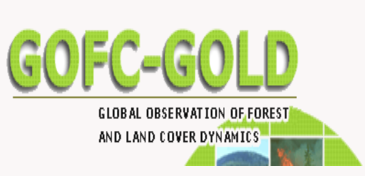 GOFC-GOLD
GLOBAL OBSERVATION OF FOREST
AND LAND COVER DYNAMICS